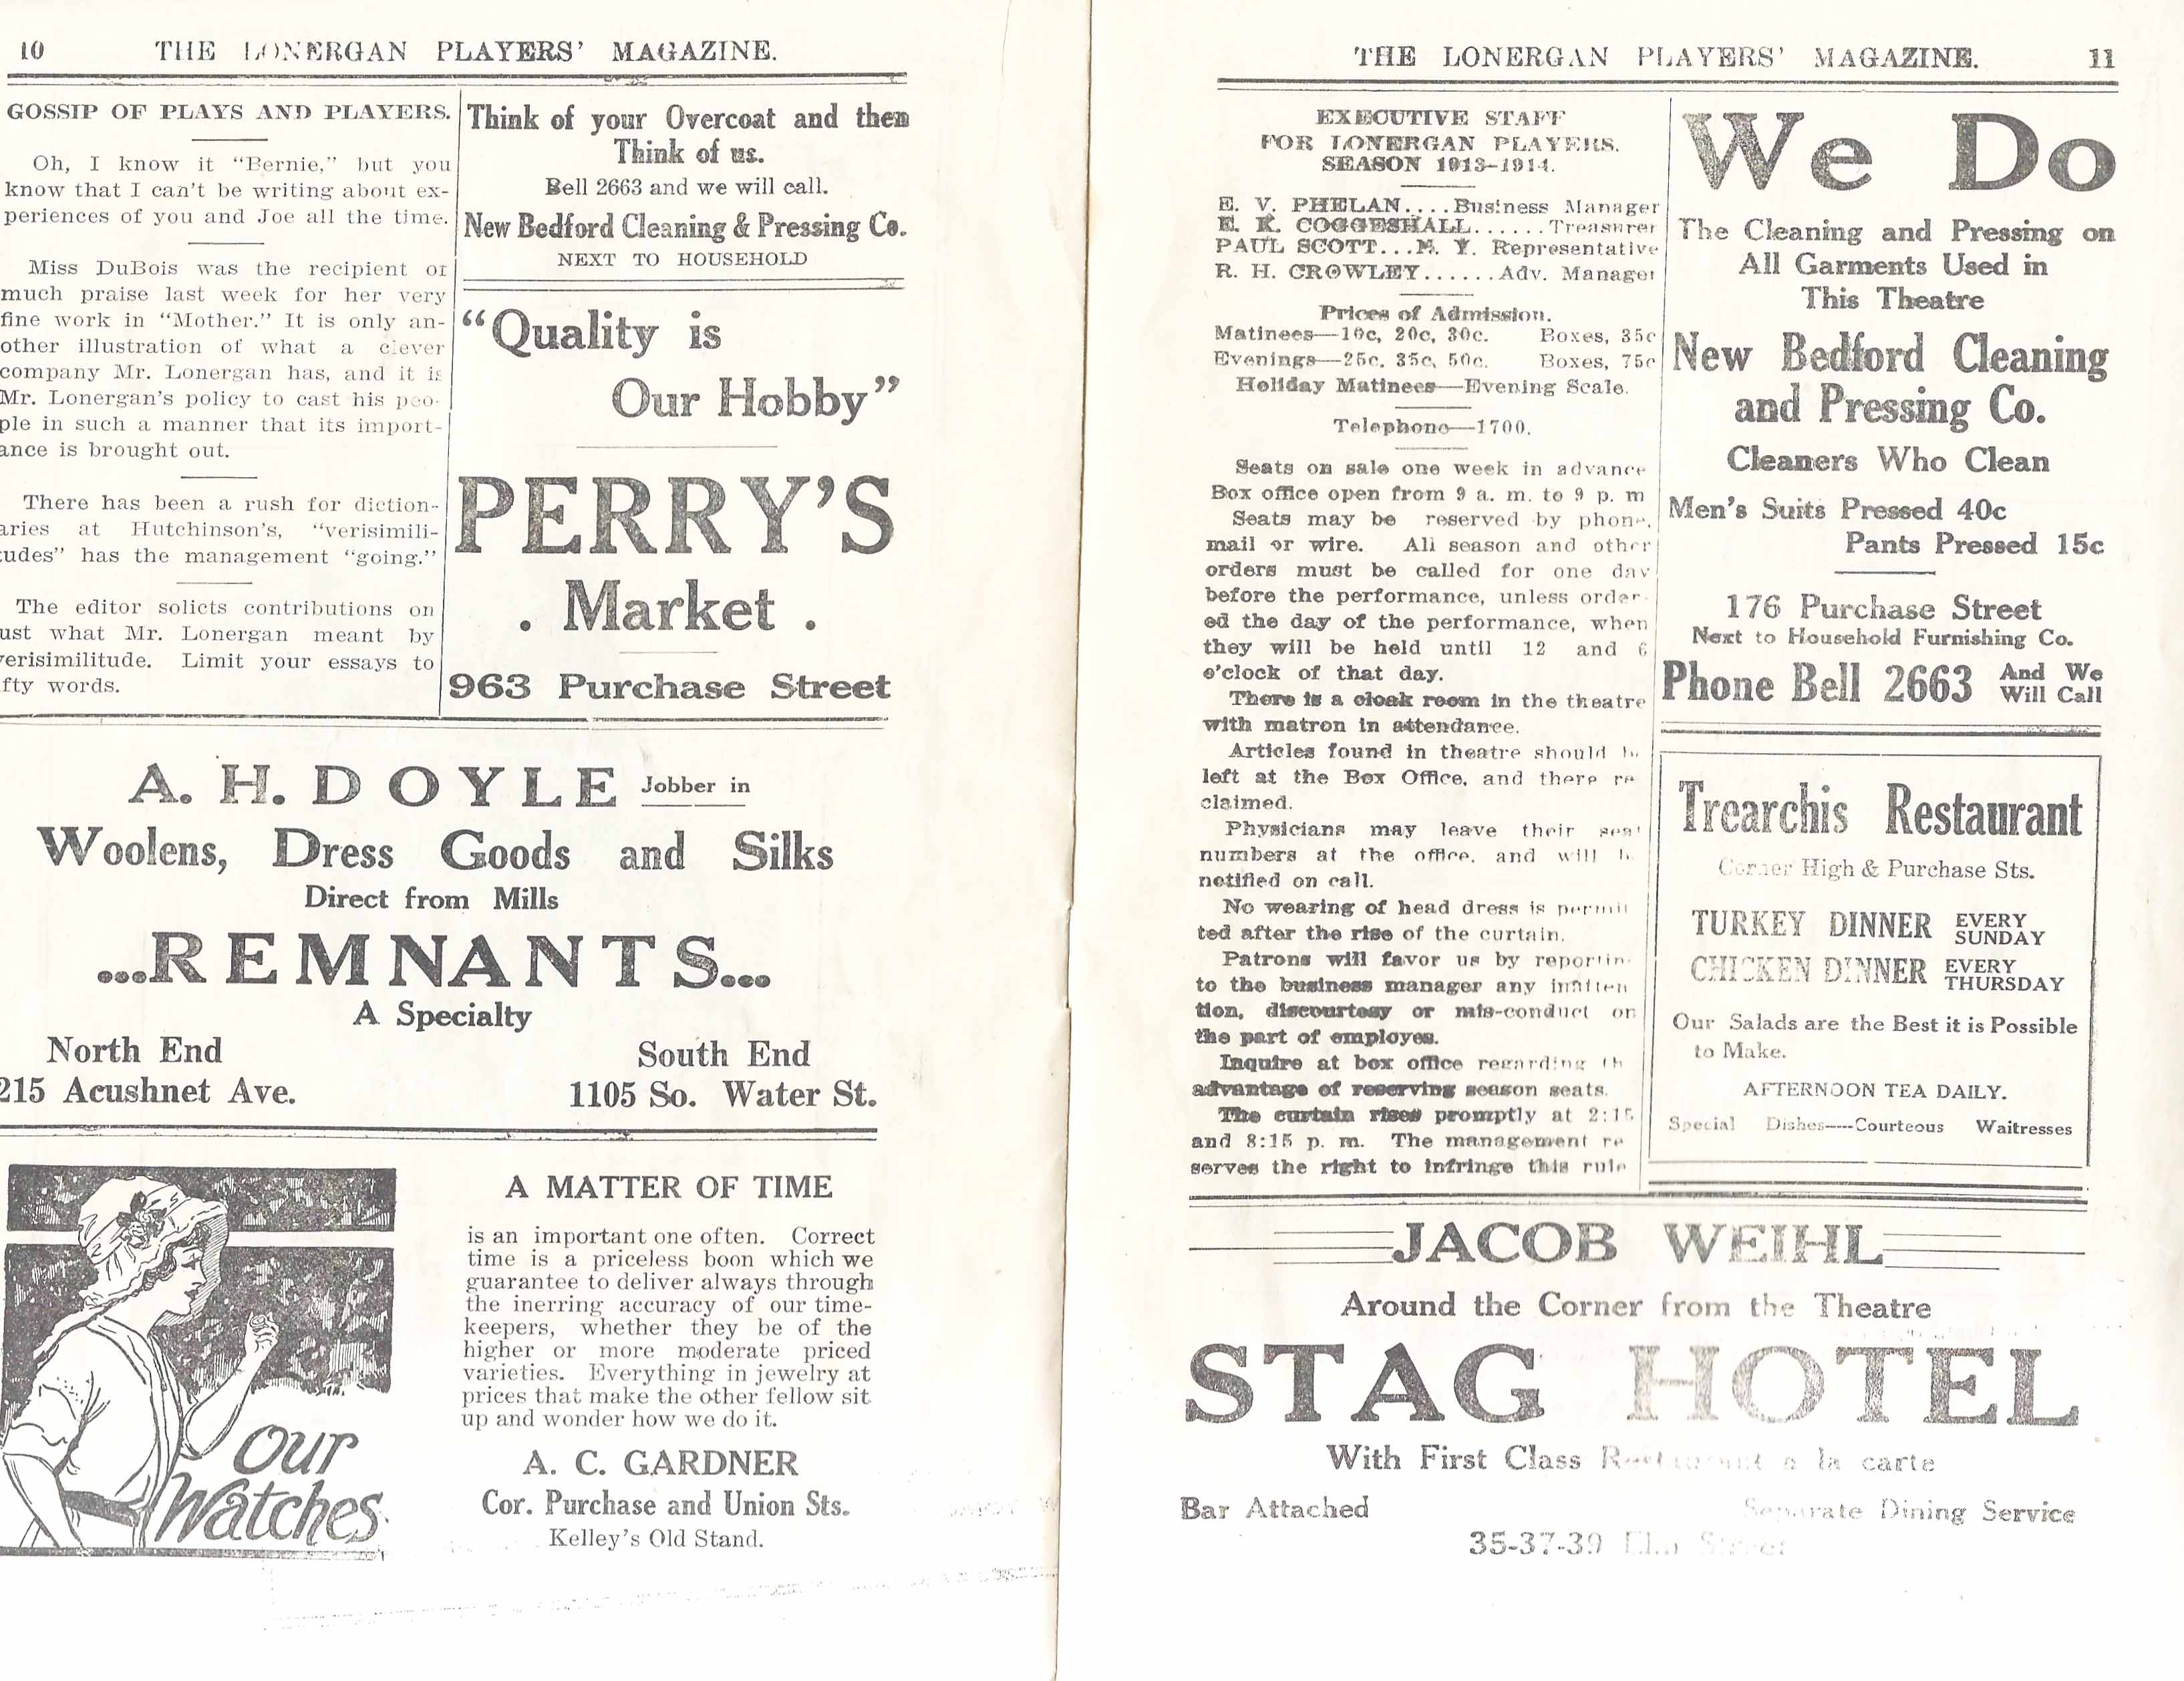 10 THE LONERGAN PLAYERS' MAGAZINE.
GOSSIP OF PLAYS AND PLAYERS.
Oh, I know it "Bernie," but you
know that I can't be writing about ex-
periences of you and Joe all the time.
Miss DuBois was the recipient of
much praise last week for her very
fine work in "Mother." It is only an-
other illustration of what a clever
company Mr. Lonergan has, and it is
Mr. Lonergan's policy to cast his peo-
ple in such a manner that its import-
ance is brought out.
There has been a rush for diction-
aries at Hutchinson's, "verisimili-
tudes" has the management "going."
The editor solicts contributions on
ust what Mr. Lonergan meant by
verisimilitude. Limit your essays to
fty words.
Think of your Overcoat and then
Think of us.
Bell 2663 and we will call.
New Bedford Cleaning & Pressing Co.
NEXT TO HOUSEHOLD
"Quality is
Our Hobby"
PERRY'S
. Market .
963 Purchase Street
A. H. DOYLE Jobber in
Woolens, Dress Goods and Silks
Direct from Mills
...REMNANTS...
A Specialty
North End South End
215 Acushnet Ave. 1105 So. Water St.
Our
Watches
A MATTER OF TIME
is an important one often. Correct
time is a priceless boon which we
guarantee to deliver always through
the inerring accuracy of our time-
keepers, whether they be of the
higher or more moderate priced
varieties. Everything in jewelry at
prices that make the other fellow sit
up and wonder how we do it.
A. C. GARDNER
Cor. Purchase and Union Sts.
Kelley's Old Stand.
THE LONERGAN PLAYERS' MAGAZINE. 11
EXECUTIVE STAFF
FOR LONERGAN PLAYERS.
SEASON 1913-1914.
E. V. PHELAN....Business Manager
E. K. COGGESHALL......Treasurer
PAUL SCOTT...N. Y. Representative
R. H. CROWLEY......Adv. Manager
Prices of Admission.
Matinees—10c, 20c, 30c. Boxes, 35c
Evenings—25c. 35c, 50c. Boxes, 75c
Holiday Matinees—Evening Scale.
Telephone—1700.
Seats on sale one week in advance
Box office open from 9 a. m. to 9 p. m
Seats may be reserved by phone,
mail or wire. All season and other
orders must be called for one day
before the performance, unless order-
ed the day of the performance, when
they will be held until 12 and 6
o'clock of that day.
There is a cloak room in the theatre
with matron in attendance.
Articles found in theatre should b
left at the Box Office, and there re
claimed.
Physicians may leave their seat
numbers at the office, and will b
notified on call.
No wearing of head dress is permit
ted after the rise of the curtain.
Patrons will favor us by reportin
to the business manager any inatten
tion, discourtesy or mis-conduct on
the part of employes.
Inquire at box office regarding th
advantage of reserving season seats.
The curtain rises promptly at 2:15
and 8:15 p. m. The management re
serves the right to infringe this rule
We Do
The Cleaning and Pressing on
All Garments Used in
This Theatre
New Bedford Cleaning
and Pressing Co.
Cleaners Who Clean
Men's Suits Pressed 40c
Pants Pressed 15c
176 Purchase Street
Next to Household Furnishing Co.
Phone Bell 2663 And We
Will Call
Trearchis Restaurant
Corner High & Purchase Sts.
TURKEY DINNER EVERY
SUNDAY
CHICKEN DINNER EVERY
THURSDAY
Our Salads are the Best it is Possible
to Make.
AFTERNOON TEA DAILY.
Special Dishes----Courteous Waitresses
JACOB WEIHL
Around the Corner from the Theatre
STAG HOTEL
With First Class Restaurant a la carte
Bar Attached Separate Dining Service
35-37-39 Elm Street